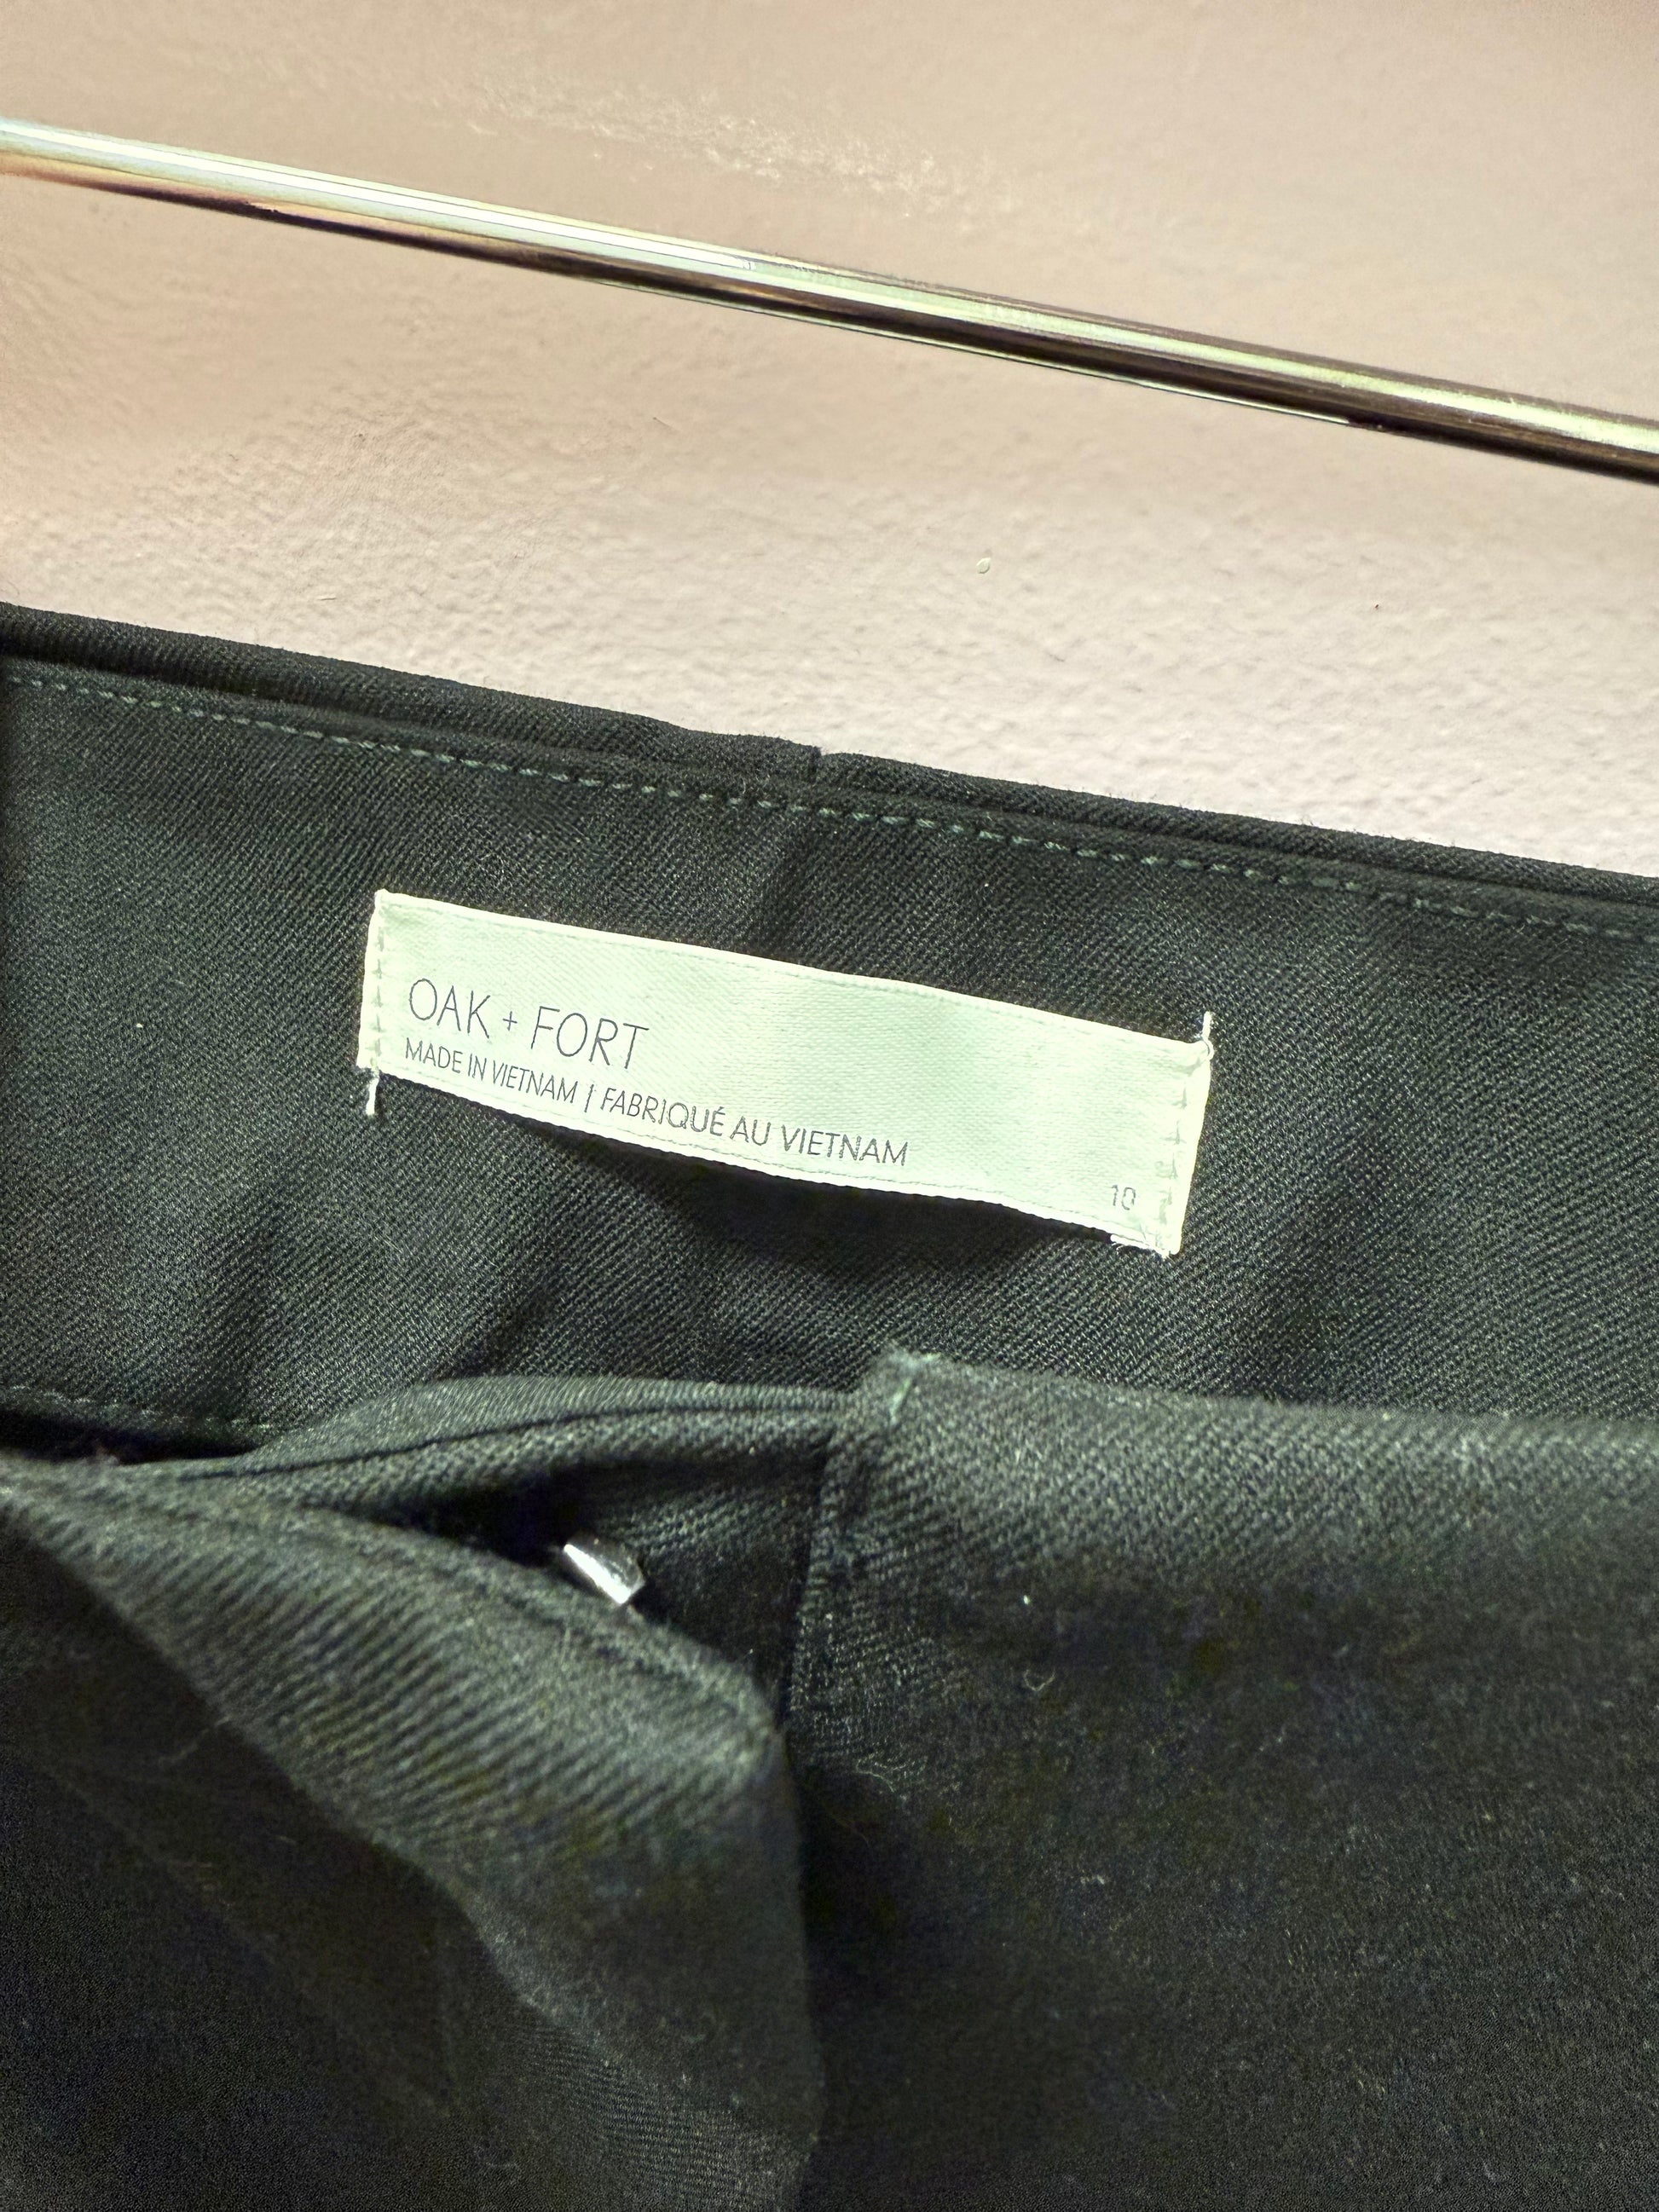 OAK + FORT
MADE IN VIETNAM | FABRIQUÉ AU VIETNAM
10